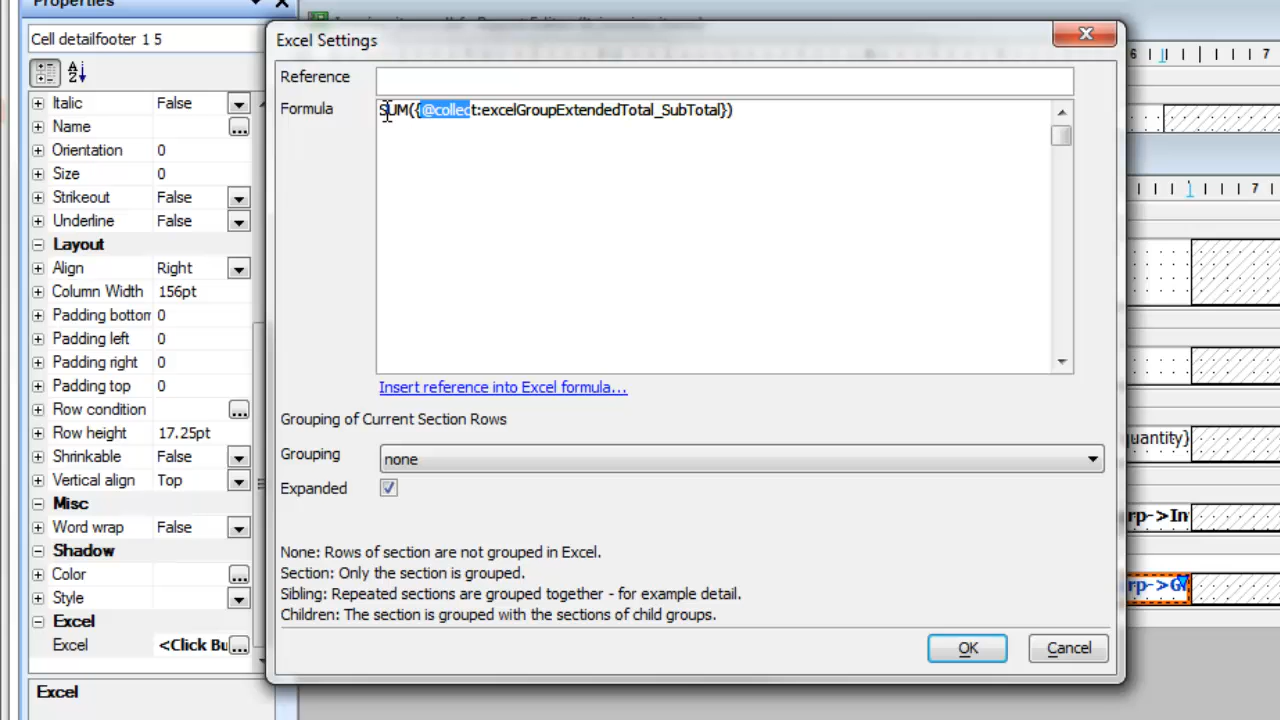 Properties
Cell detailfooter 1 5
Italic False
Name ...
Orientation 0
Size 0
Strikeout False
Underline False
Layout
Align Right
Column Width 156pt
Padding bottom 0
Padding left 0
Padding right 0
Padding top 0
Row condition ...
Row height 17.25pt
Shrinkable False
Vertical align Top
Misc
Word wrap False
Shadow
Color ...
Style
Excel
Excel <Click Bu ...
Excel
Excel Settings
Reference
Formula SUM({@collect:excelGroupExtendedTotal_SubTotal})
Insert reference into Excel formula...
Grouping of Current Section Rows
Grouping none
Expanded
None: Rows of section are not grouped in Excel.
Section: Only the section is grouped.
Sibling: Repeated sections are grouped together - for example detail.
Children: The section is grouped with the sections of child groups.
OK Cancel
6 7
7
quantity}
rp->In
rp->G